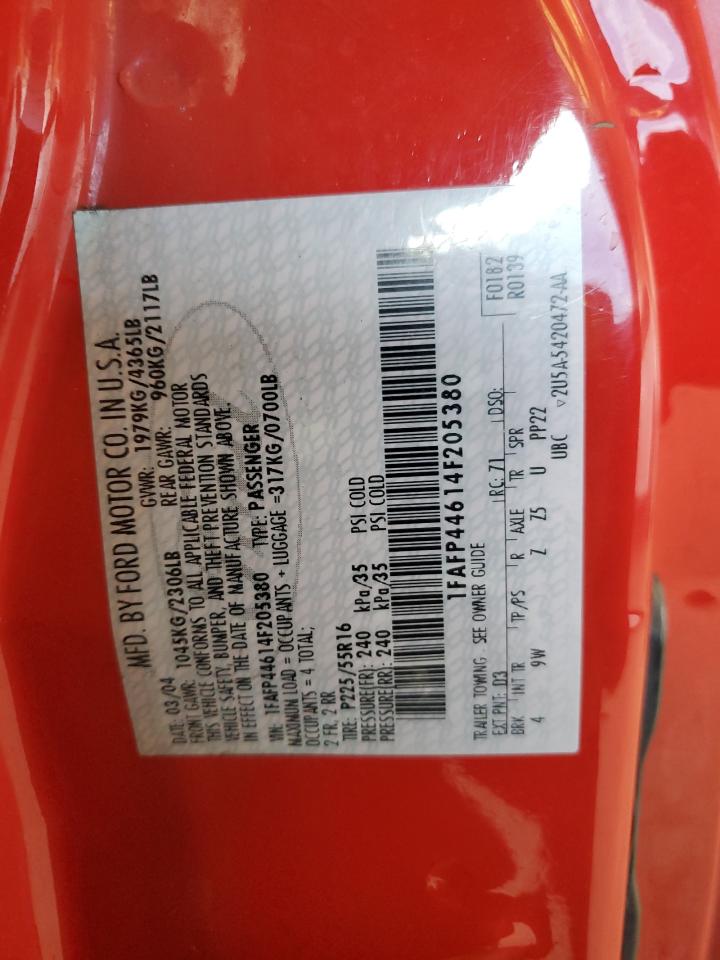 MFD. BY FORD MOTOR CO. IN U.S.A.
DATE: 03/04 GVWR: 1979KG/4365LB
FRONT GAWR: 1045KG/2306LB REAR GAWR: 960KG/2117LB
THIS VEHICLE CONFORMS TO ALL APPLICABLE FEDERAL MOTOR
VEHICLE SAFETY, BUMPER, AND THEFT PREVENTION STANDARDS
IN EFFECT ON THE DATE OF MANUFACTURE SHOWN ABOVE.
VIN: 1FAFP44614F205380 TYPE: PASSENGER
MAXIMUM LOAD = OCCUPANTS + LUGGAGE =317KG/0700LB
OCCUPANTS = 4 TOTAL;
2 FR, 2 RR
TIRE: P225/55R16
PRESSURE(FR): 240 kPa/35 PSI COLD
PRESSURE(RR): 240 kPa/35 PSI COLD
1FAFP44614F205380
TRAILER TOWING - SEE OWNER GUIDE F0182
EXT PNT: D3 RC: 71 DSO: R0139
BRK INT TR TP/PS R AXLE TR SPR
4 9W Z Z5 U PP22
UBC ▽2U5A-5420472-AA